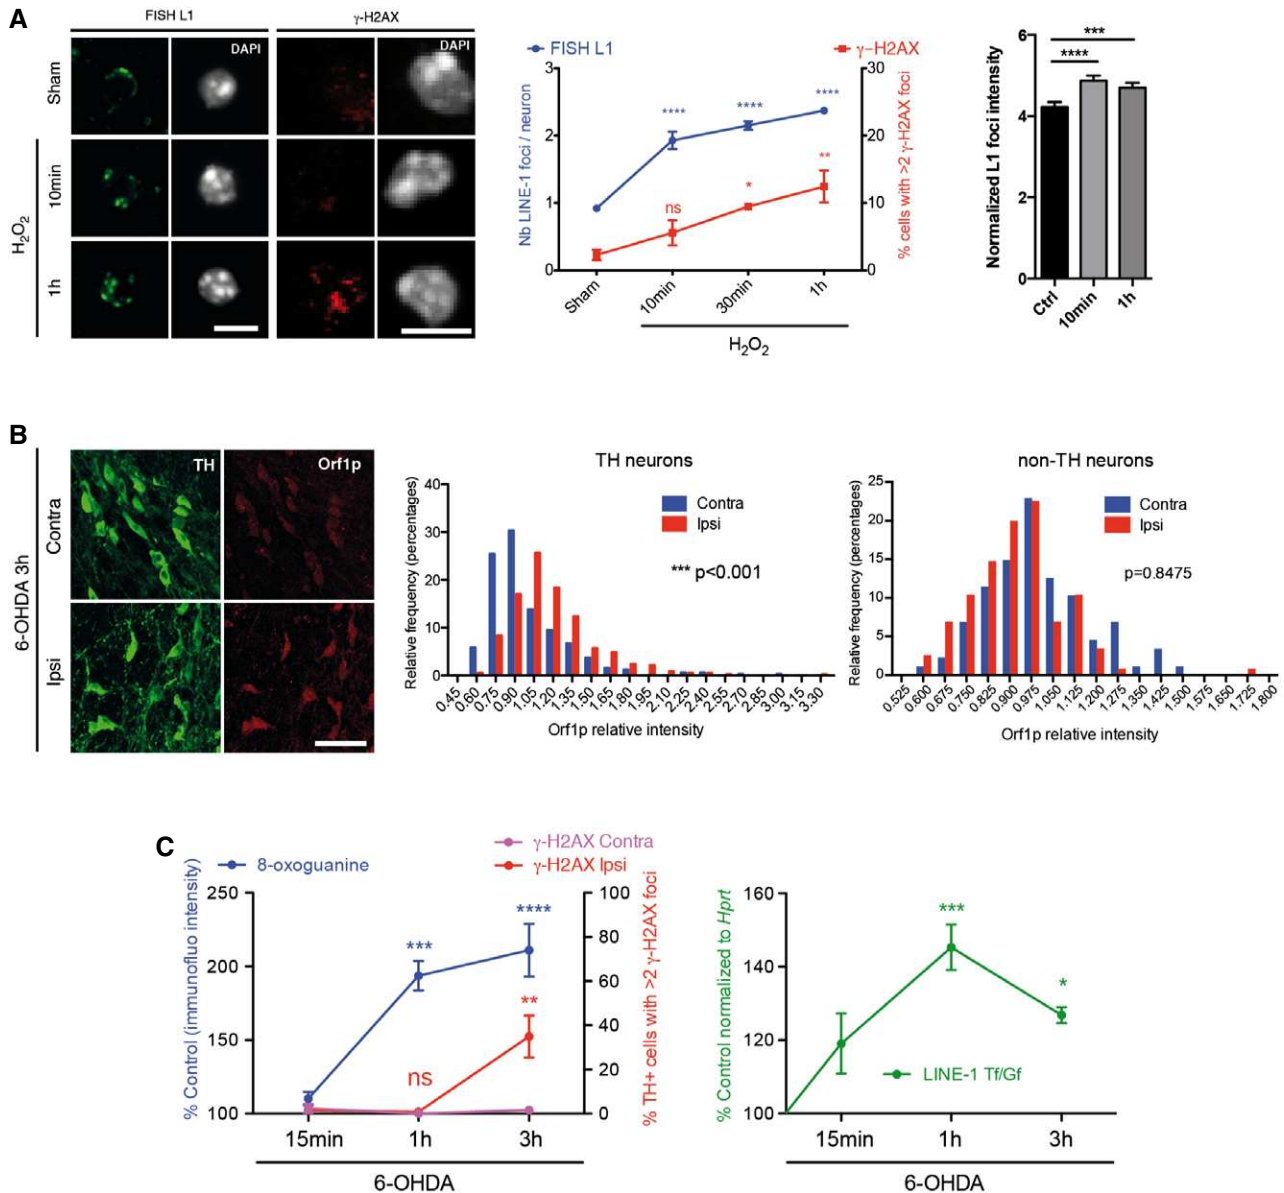 A
FISH L1
γ-H2AX
DAPI
DAPI
Sham
10min
1h
H2O2
FISH L1
γ-H2AX
Nb LINE-1 foci / neuron
3
2
1
0
30
20
10
0
% cells with >2 γ-H2AX foci
****
****
****
ns
*
**
Sham
10min
30min
1h
H2O2
Normalized L1 foci intensity
6
4
2
0
***
****
Ctrl
10min
1h
B
6-OHDA 3h
Contra
Ipsi
TH
Orf1p
TH neurons
Relative frequency (percentages)
40
30
20
10
0
Contra
Ipsi
*** p<0.001
0.45 0.60 0.75 0.90 1.05 1.20 1.35 1.50 1.65 1.80 1.95 2.10 2.25 2.40 2.55 2.70 2.85 3.00 3.15 3.30
Orf1p relative intensity
non-TH neurons
Relative frequency (percentages)
25
20
15
10
5
0
Contra
Ipsi
p=0.8475
0.525 0.600 0.675 0.750 0.825 0.900 0.975 1.050 1.125 1.200 1.275 1.350 1.425 1.500 1.575 1.650 1.725 1.800
Orf1p relative intensity
C
8-oxoguanine
γ-H2AX Contra
γ-H2AX Ipsi
% Control (immunofluo intensity)
250
200
150
100
100
80
60
40
20
0
% TH+ cells with >2 γ-H2AX foci
***
****
ns
**
15min
1h
3h
6-OHDA
% Control normalized to Hprt
160
140
120
100
***
*
LINE-1 Tf/Gf
15min
1h
3h
6-OHDA